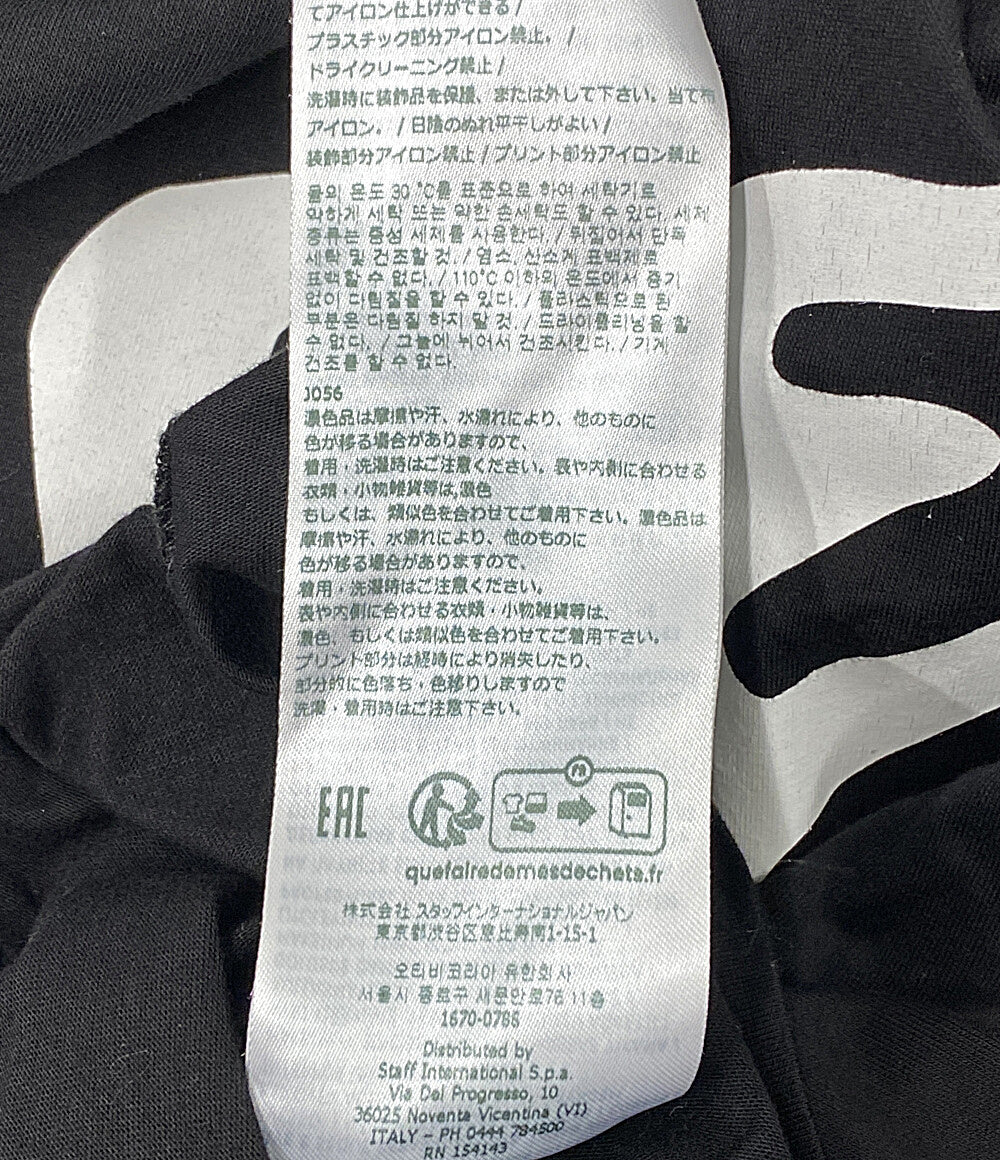 てアイロン仕上げができる /
プラスチック部分アイロン禁止。 /
ドライクリーニング禁止 /
洗濯時に装飾品を保護、または外して下さい。当て布
アイロン。 / 日陰のぬれ平干しがよい /
装飾部分アイロン禁止 / プリント部分アイロン禁止
물의 온도 30 °C를 표준으로 하여 세탁기로
약하게 세탁 또는 약한 손세탁도 할 수 있다. 세제
종류는 중성 세제를 사용한다. / 뒤집어서 단독
세탁 및 건조할 것. / 염소, 산소계 표백제로
표백할 수 없다. / 110°C 이하의 온도에서 증기
없이 다림질을 할 수 있다. / 플라스틱으로 된
부분은 다림질 하지 말 것. / 드라이클리닝을 할
수 없다. / 그늘에 뉘어서 건조시킨다. / 기계
건조를 할 수 없다.
J056
濃色品は摩擦や汗、水濡れにより、他のものに
色が移る場合がありますので、
着用・洗濯時はご注意ください。表や内側に合わせる
衣類・小物雑貨等は、濃色
もしくは、類似色を合わせてご着用下さい。濃色品は
摩擦や汗、水濡れにより、他のものに
色が移る場合がありますので、
着用・洗濯時はご注意ください。
表や内側に合わせる衣類・小物雑貨等は、
濃色、もしくは類似色を合わせてご着用下さい。
プリント部分は経時により消失したり、
部分的に色落ち・色移りしますので
洗濯・着用時はご注意下さい。
EAC
quefairedemesdechets.fr
株式会社 スタッフインターナショナルジャパン
東京都渋谷区恵比寿南1-15-1
오티비코리아 유한회사
서울시 종로구 새문안로76 11층
1670-0786
Distributed by
Staff International S.p.a.
Via Del Progresso, 10
36025 Noventa Vicentina (VI)
ITALY - PH 0444 784500
RN 154143